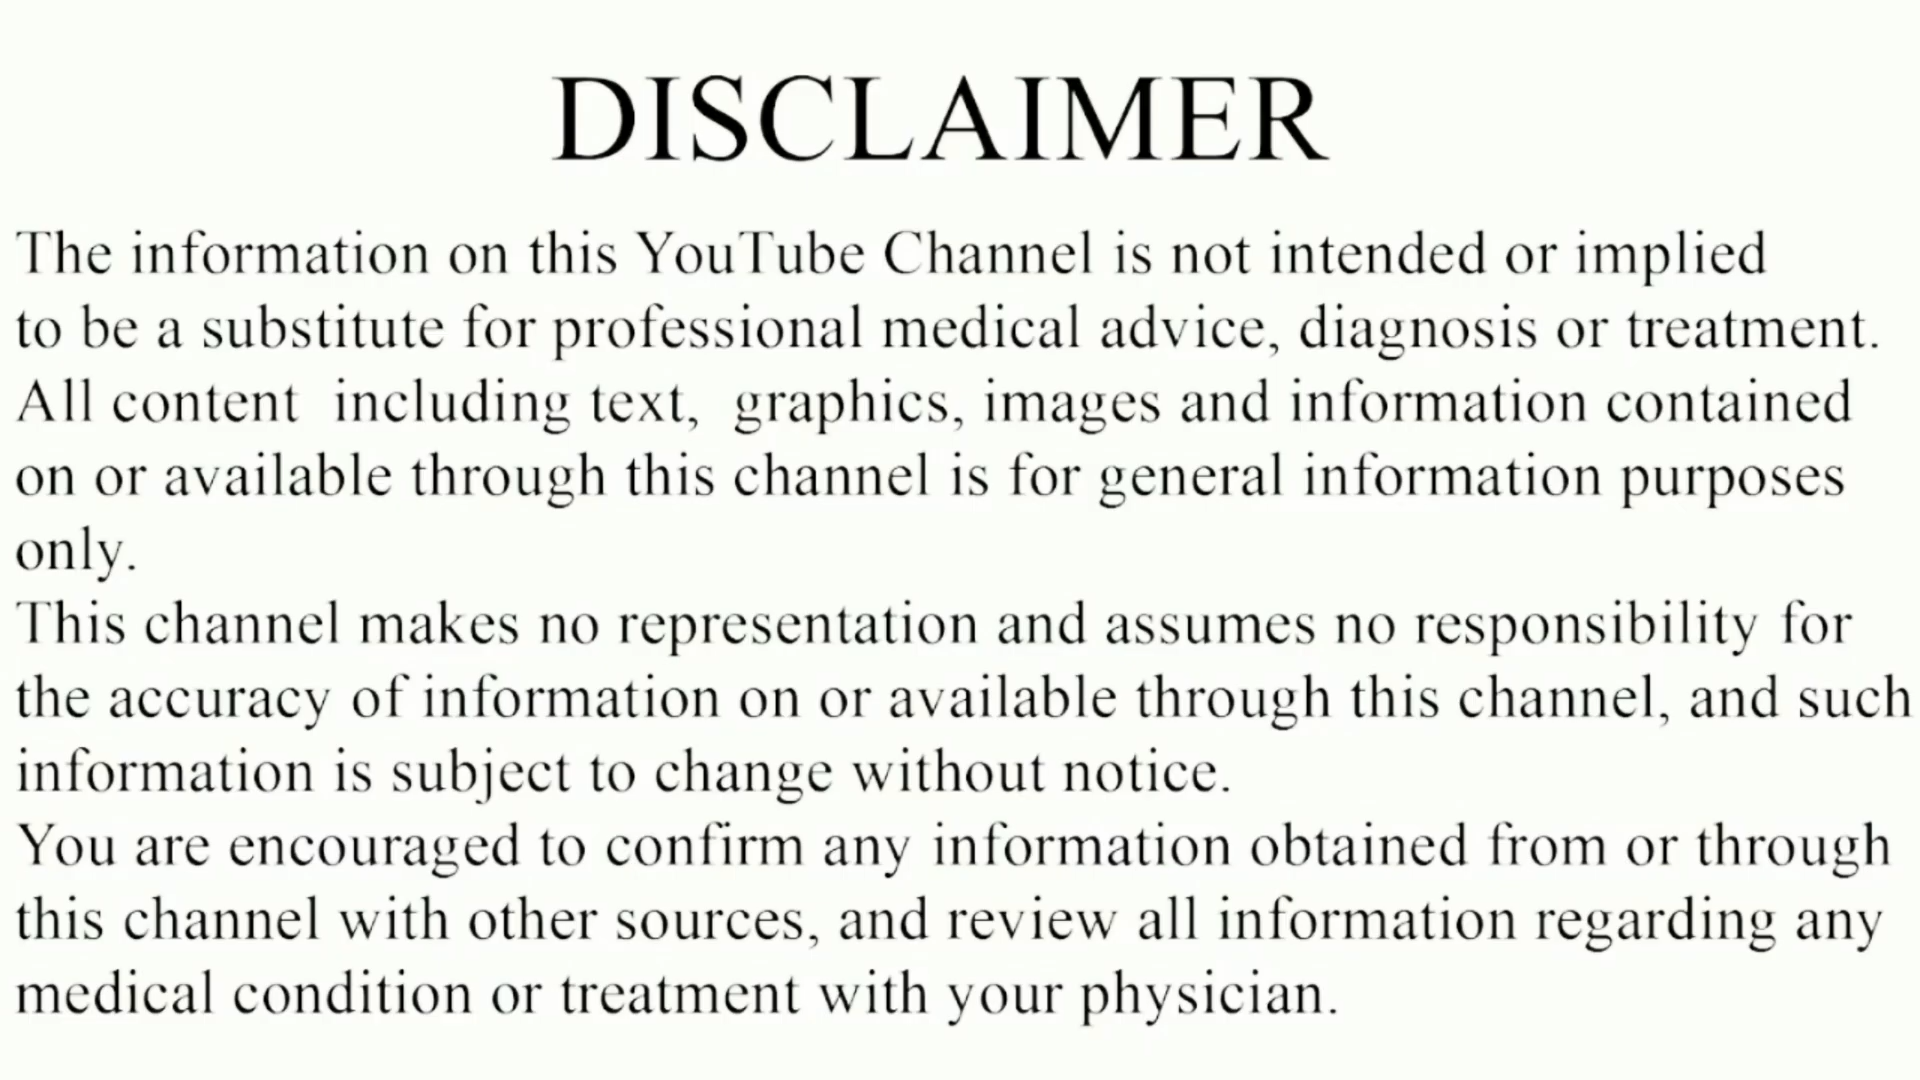 DISCLAIMER
The information on this YouTube Channel is not intended or implied
to be a substitute for professional medical advice, diagnosis or treatment.
All content  including text,  graphics, images and information contained
on or available through this channel is for general information purposes
only.
This channel makes no representation and assumes no responsibility for
the accuracy of information on or available through this channel, and such
information is subject to change without notice.
You are encouraged to confirm any information obtained from or through
this channel with other sources, and review all information regarding any
medical condition or treatment with your physician.